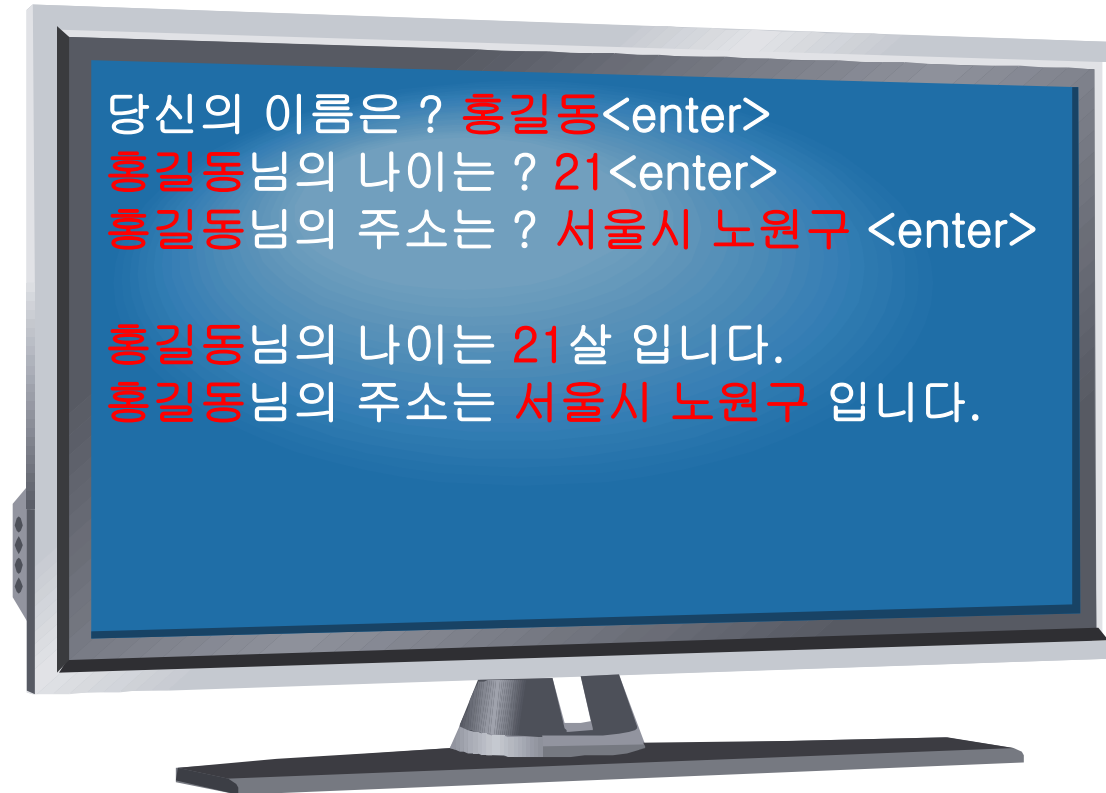 당신의 이름은 ? 홍길동<enter>
홍길동님의 나이는 ? 21<enter>
홍길동님의 주소는 ? 서울시 노원구 <enter>
홍길동님의 나이는 21살 입니다.
홍길동님의 주소는 서울시 노원구 입니다.